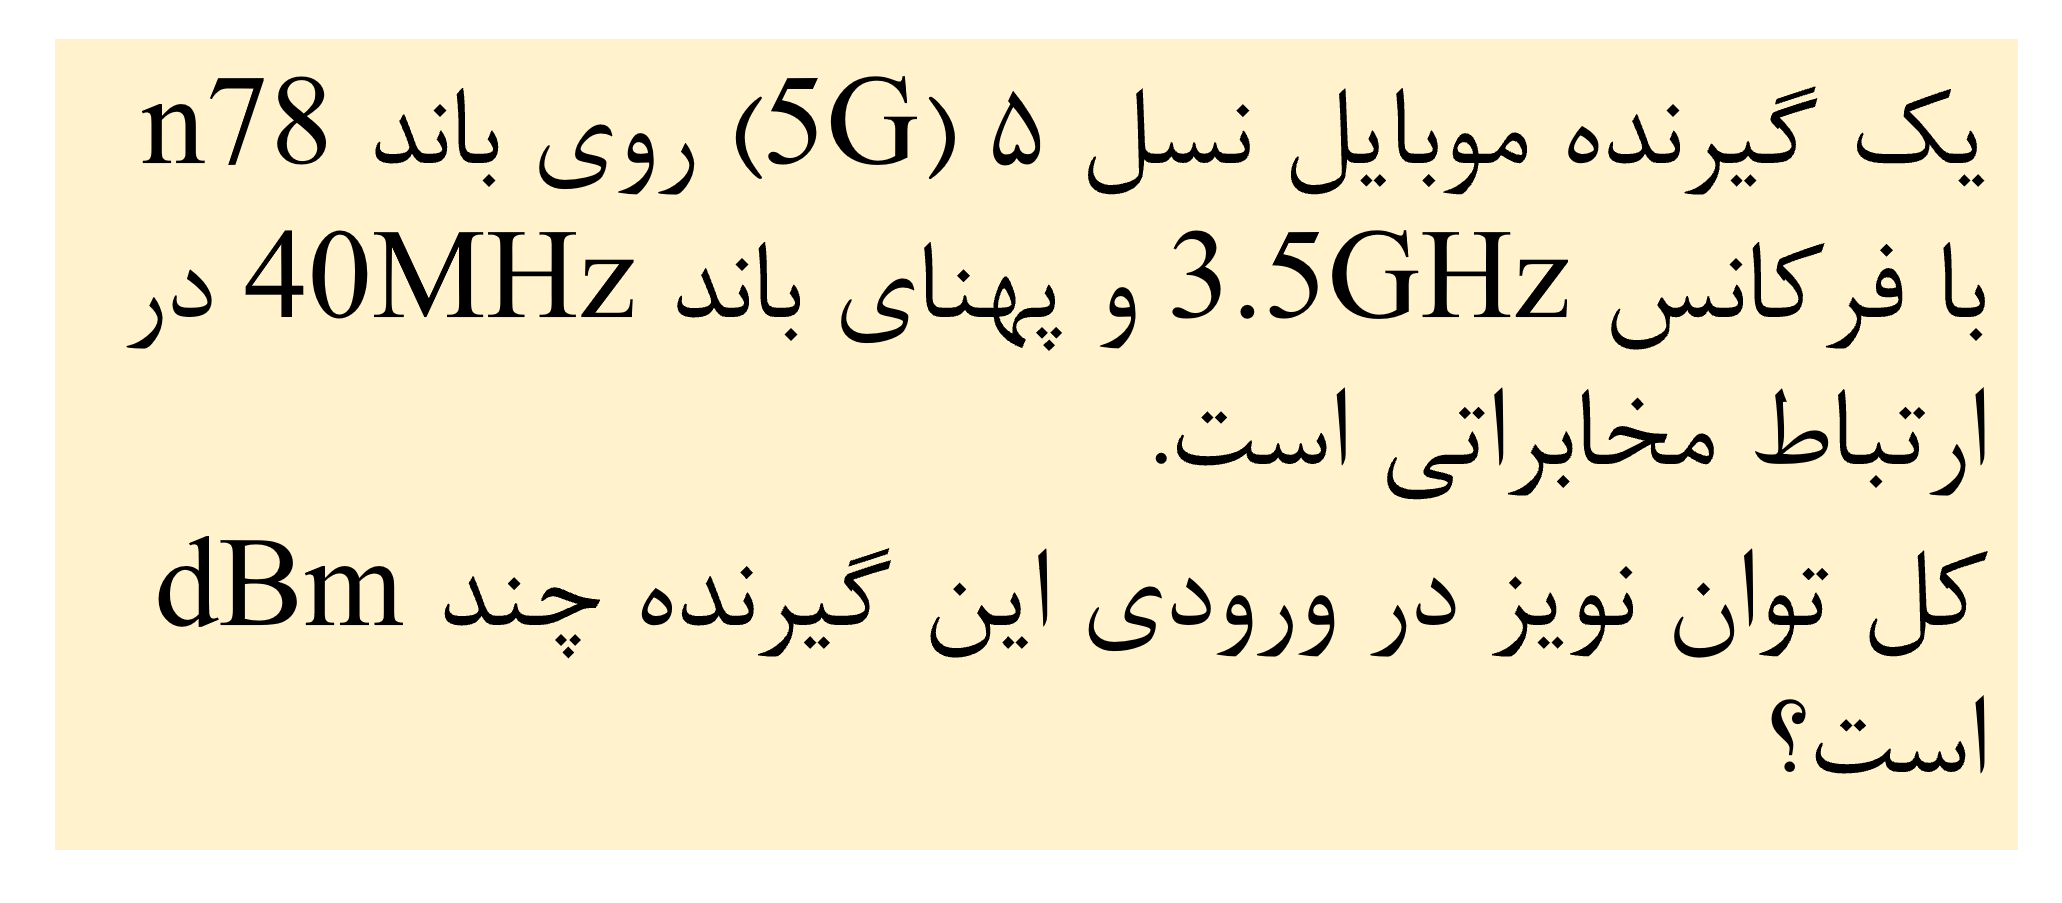 یک گیرنده موبایل نسل ۵ (5G) روی باند n78
با فرکانس 3.5GHz و پهنای باند 40MHz در
ارتباط مخابراتی است.
کل توان نویز در ورودی این گیرنده چند dBm
است؟